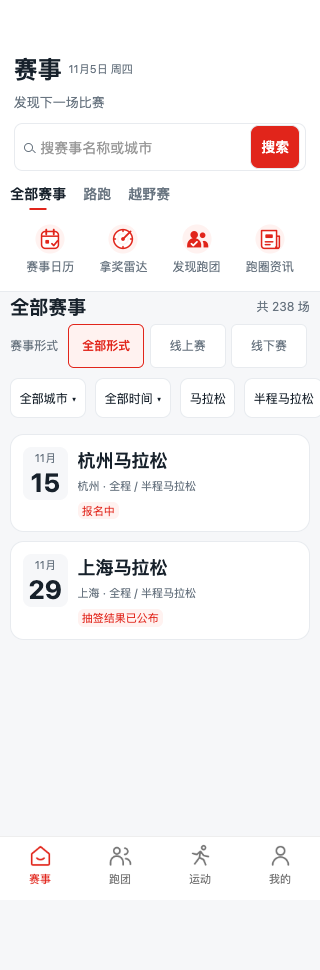 赛事 11月5日 周四
发现下一场比赛
搜赛事名称或城市 搜索
全部赛事 路跑 越野赛
赛事日历 拿奖雷达 发现跑团 跑圈资讯
全部赛事 共 238 场
赛事形式 全部形式 线上赛 线下赛
全部城市 ▾ 全部时间 ▾ 马拉松 半程马拉松
11月 杭州马拉松
15 杭州 · 全程 / 半程马拉松
报名中
11月 上海马拉松
29 上海 · 全程 / 半程马拉松
抽签结果已公布
赛事 跑团 运动 我的